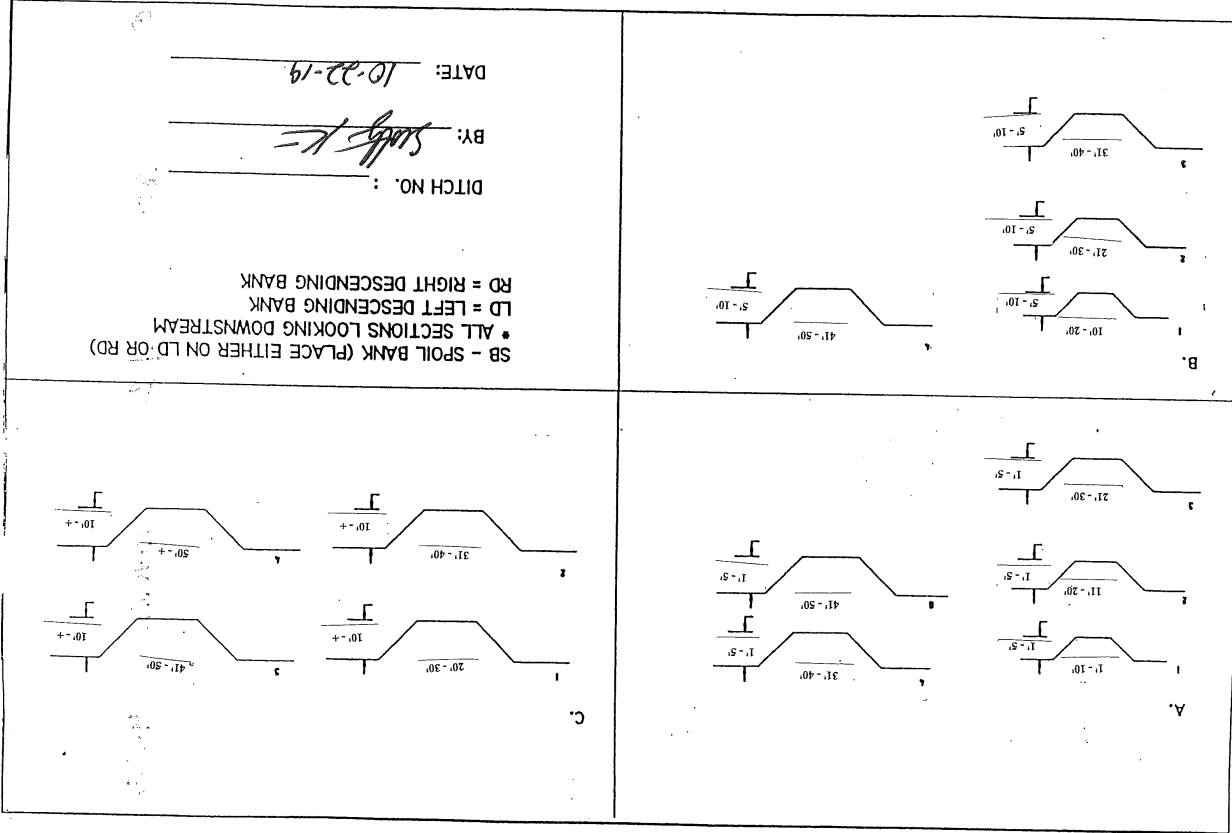 A.
1
1' - 10'
1' - 5'
2
11' - 20'
1' - 5'
3
21' - 30'
1' - 5'
4
31' - 40'
1' - 5'
41' - 50'
1' - 5'
C.
1
20' - 30'
10' - +
2
31' - 40'
10' - +
3
41' - 50'
10' - +
4
50' - +
10' - +
B.
1
10' - 20'
5' - 10'
2
21' - 30'
5' - 10'
3
31' - 40'
5' - 10'
4
41' - 50'
5' - 10'
SB - SPOIL BANK (PLACE EITHER ON LD OR RD)
* ALL SECTIONS LOOKING DOWNSTREAM
LD = LEFT DESCENDING BANK
RD = RIGHT DESCENDING BANK
DITCH NO. :
BY:
DATE: 10-22-19